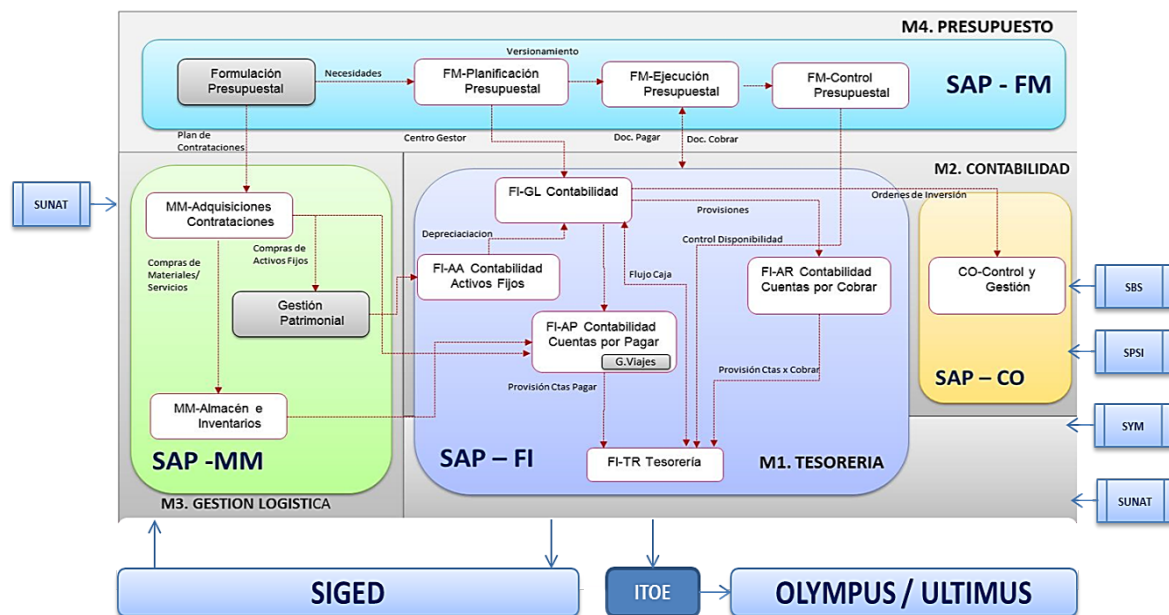 M4. PRESUPUESTO
Versionamiento
Formulación
Presupuestal
Necesidades
FM-Planificación
Presupuestal
FM-Ejecución
Presupuestal
FM-Control
Presupuestal
SAP - FM
Plan de
Contrataciones
Centro Gestor
Doc. Pagar
Doc. Cobrar
M2. CONTABILIDAD
SUNAT
MM-Adquisiciones
Contrataciones
FI-GL Contabilidad
Ordenes de Inversión
Provisiones
Compras de
Activos Fijos
Depreciaciacion
Control Disponibilidad
Compras de
Materiales/
Servicios
FI-AA Contabilidad
Activos Fijos
Flujo Caja
FI-AR Contabilidad
Cuentas por Cobrar
CO-Control y
Gestión
SBS
Gestión
Patrimonial
FI-AP Contabilidad
Cuentas por Pagar
G.Viajes
SPSI
Provisión Ctas Pagar
Provisión Ctas x Cobrar
SAP – CO
MM-Almacén e
Inventarios
SYM
SAP -MM
SAP – FI
FI-TR Tesorería
M1. TESORERIA
M3. GESTION LOGISTICA
SUNAT
SIGED
ITOE
OLYMPUS / ULTIMUS